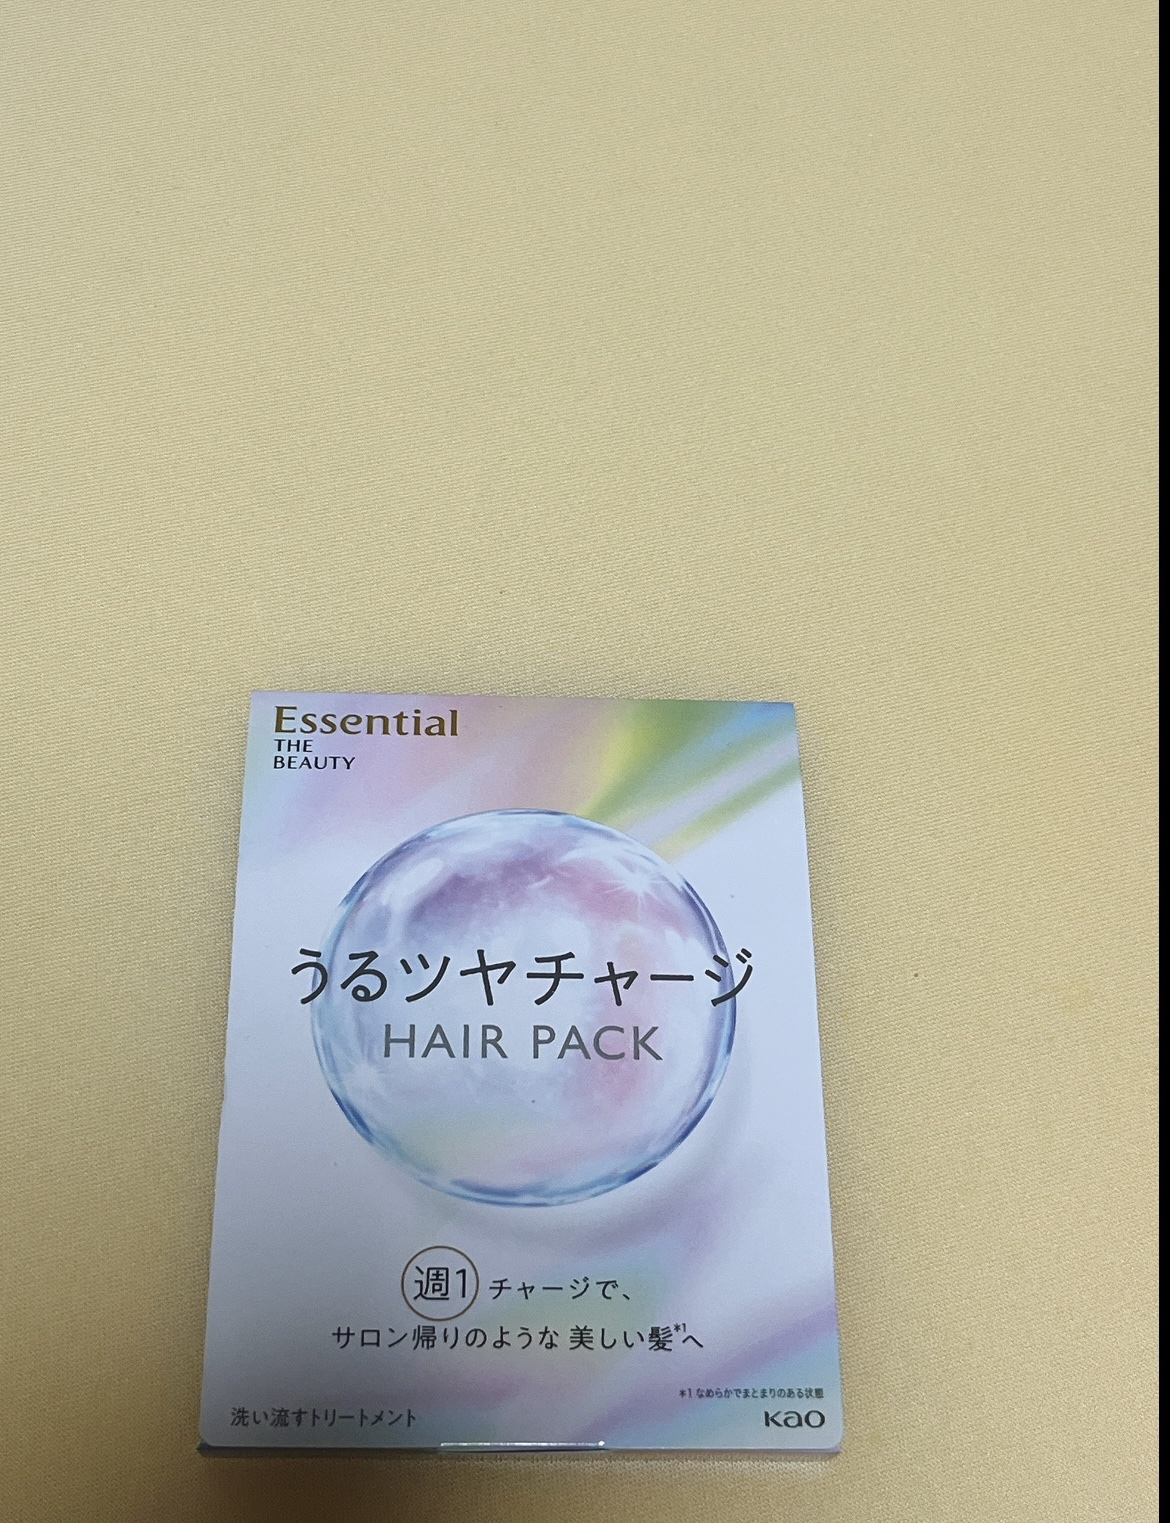 Essential
THE
BEAUTY
うるツヤチャージ
HAIR PACK
週1 チャージで、
サロン帰りのような 美しい髪*1へ
*1 なめらかでまとまりのある状態
洗い流すトリートメント
Kao